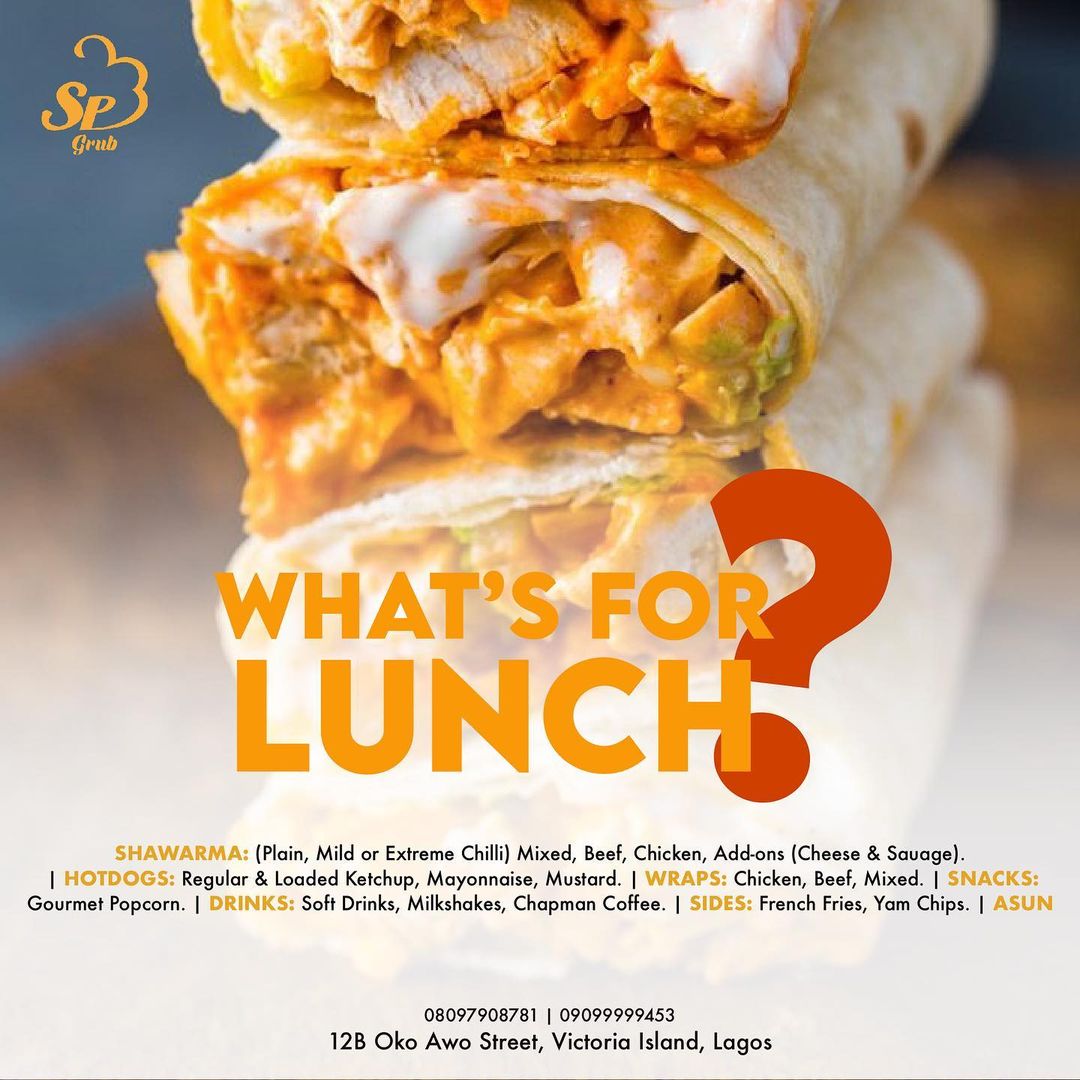 SP
Grub
WHAT'S FOR
LUNCH?
SHAWARMA: (Plain, Mild or Extreme Chilli) Mixed, Beef, Chicken, Add-ons (Cheese & Sauage).
| HOTDOGS: Regular & Loaded Ketchup, Mayonnaise, Mustard. | WRAPS: Chicken, Beef, Mixed. | SNACKS:
Gourmet Popcorn. | DRINKS: Soft Drinks, Milkshakes, Chapman Coffee. | SIDES: French Fries, Yam Chips. | ASUN
08097908781 | 09099999453
12B Oko Awo Street, Victoria Island, Lagos